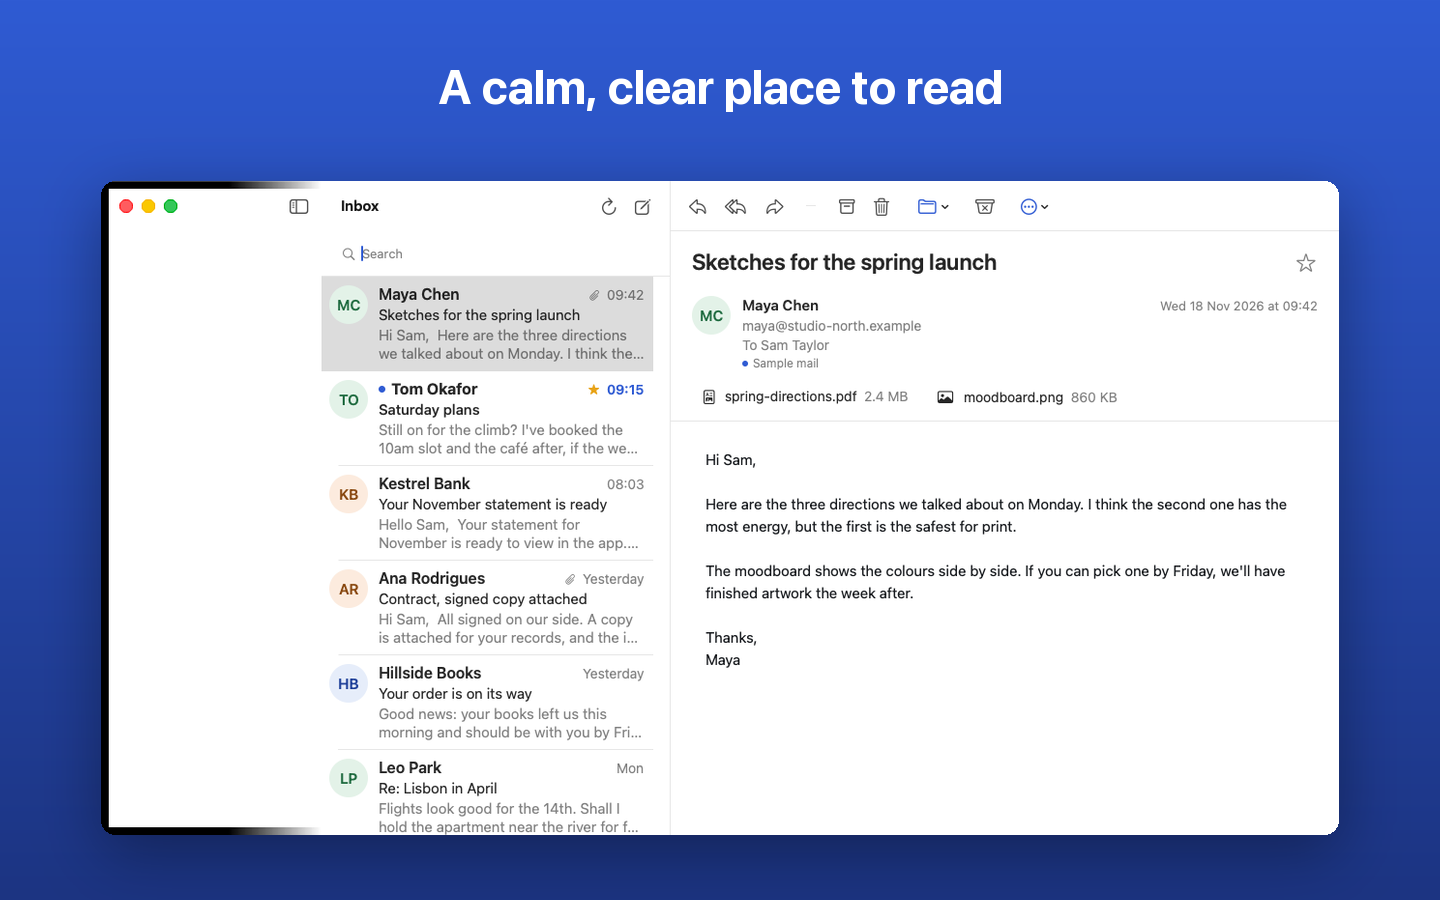 A calm, clear place to read
Inbox
Search
MC
Maya Chen 09:42
Sketches for the spring launch
Hi Sam,  Here are the three directions
we talked about on Monday. I think the...
TO
Tom Okafor 09:15
Saturday plans
Still on for the climb? I've booked the
10am slot and the café after, if the we...
KB
Kestrel Bank 08:03
Your November statement is ready
Hello Sam,  Your statement for
November is ready to view in the app....
AR
Ana Rodrigues Yesterday
Contract, signed copy attached
Hi Sam,  All signed on our side. A copy
is attached for your records, and the i...
HB
Hillside Books Yesterday
Your order is on its way
Good news: your books left us this
morning and should be with you by Fri...
LP
Leo Park Mon
Re: Lisbon in April
Flights look good for the 14th. Shall I
hold the apartment near the river for f...
Sketches for the spring launch
MC
Maya Chen Wed 18 Nov 2026 at 09:42
maya@studio-north.example
To Sam Taylor
Sample mail
spring-directions.pdf 2.4 MB moodboard.png 860 KB
Hi Sam,
Here are the three directions we talked about on Monday. I think the second one has the
most energy, but the first is the safest for print.
The moodboard shows the colours side by side. If you can pick one by Friday, we'll have
finished artwork the week after.
Thanks,
Maya